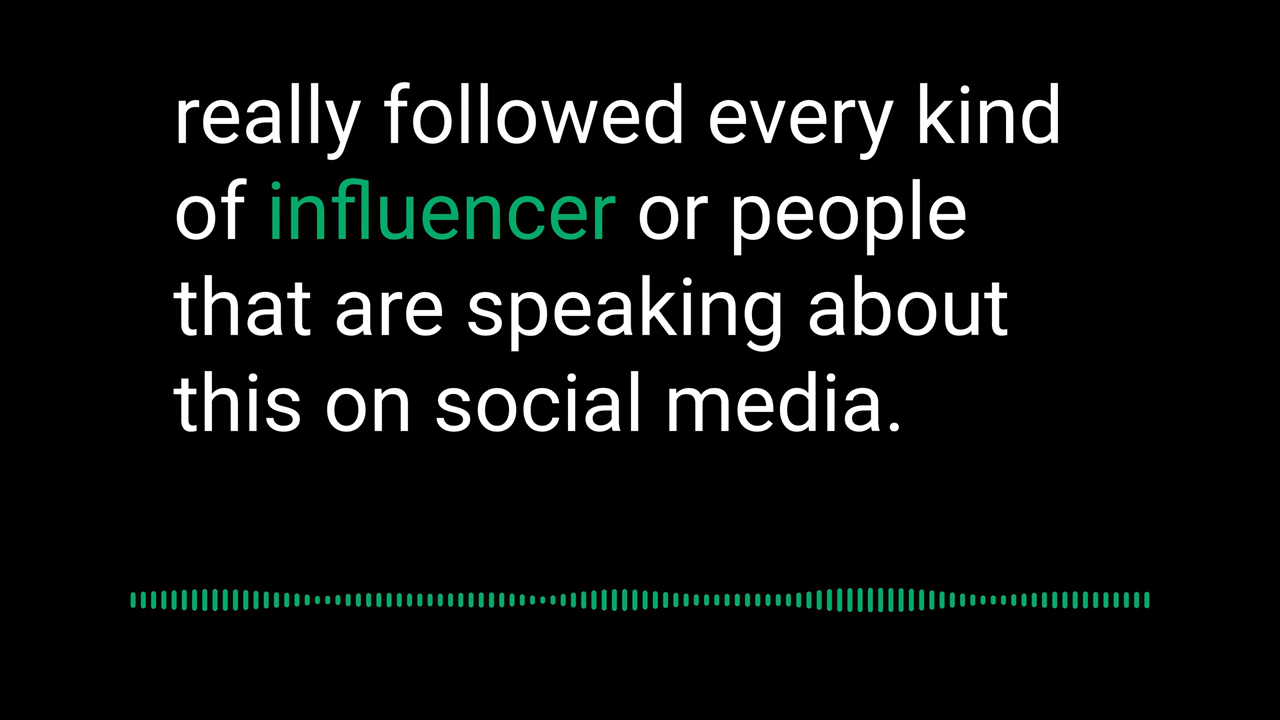 really followed every kind
of influencer or people
that are speaking about
this on social media.